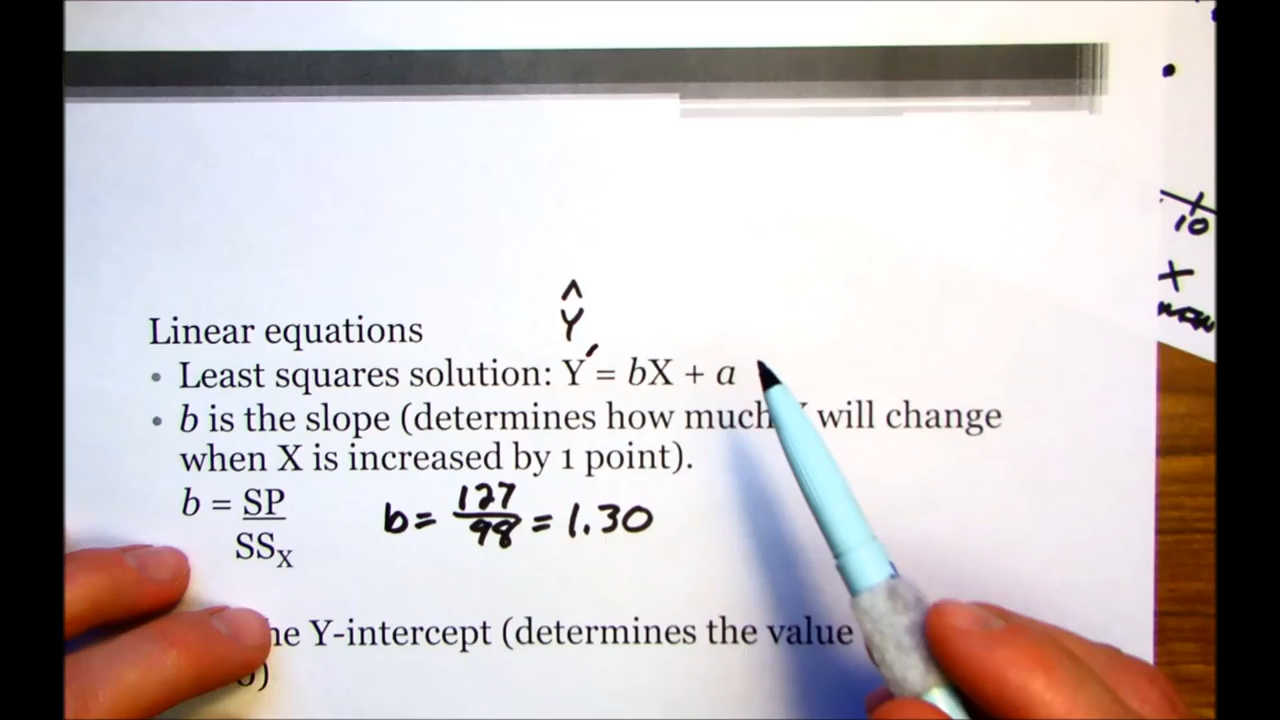 Ŷ
Linear equations
• Least squares solution: Y′ = bX + a
• b is the slope (determines how much will change
when X is increased by 1 point).
b = SP
SSX
b = 127
98 = 1.30
Y-intercept (determines the value
10
X